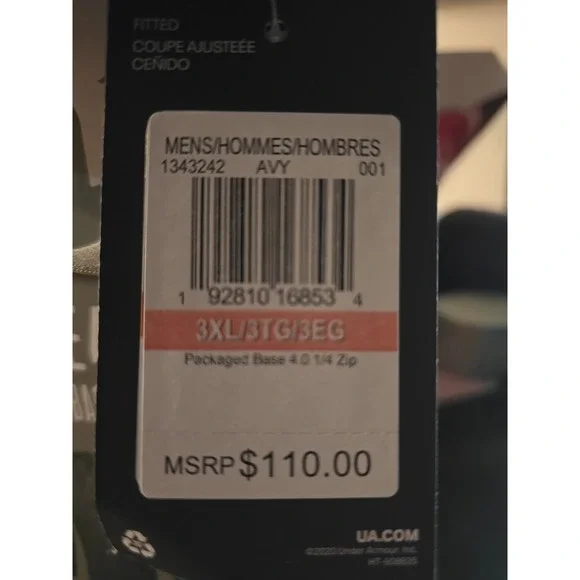 FITTED
COUPE AJUSTEÉE
CEÑIDO
MENS/HOMMES/HOMBRES
1343242 AVY 001
1 92810 16853 4
3XL/3TG/3EG
Packaged Base 4.0 1/4 Zip
MSRP $110.00
UA.COM
©2020 Under Armour, Inc.